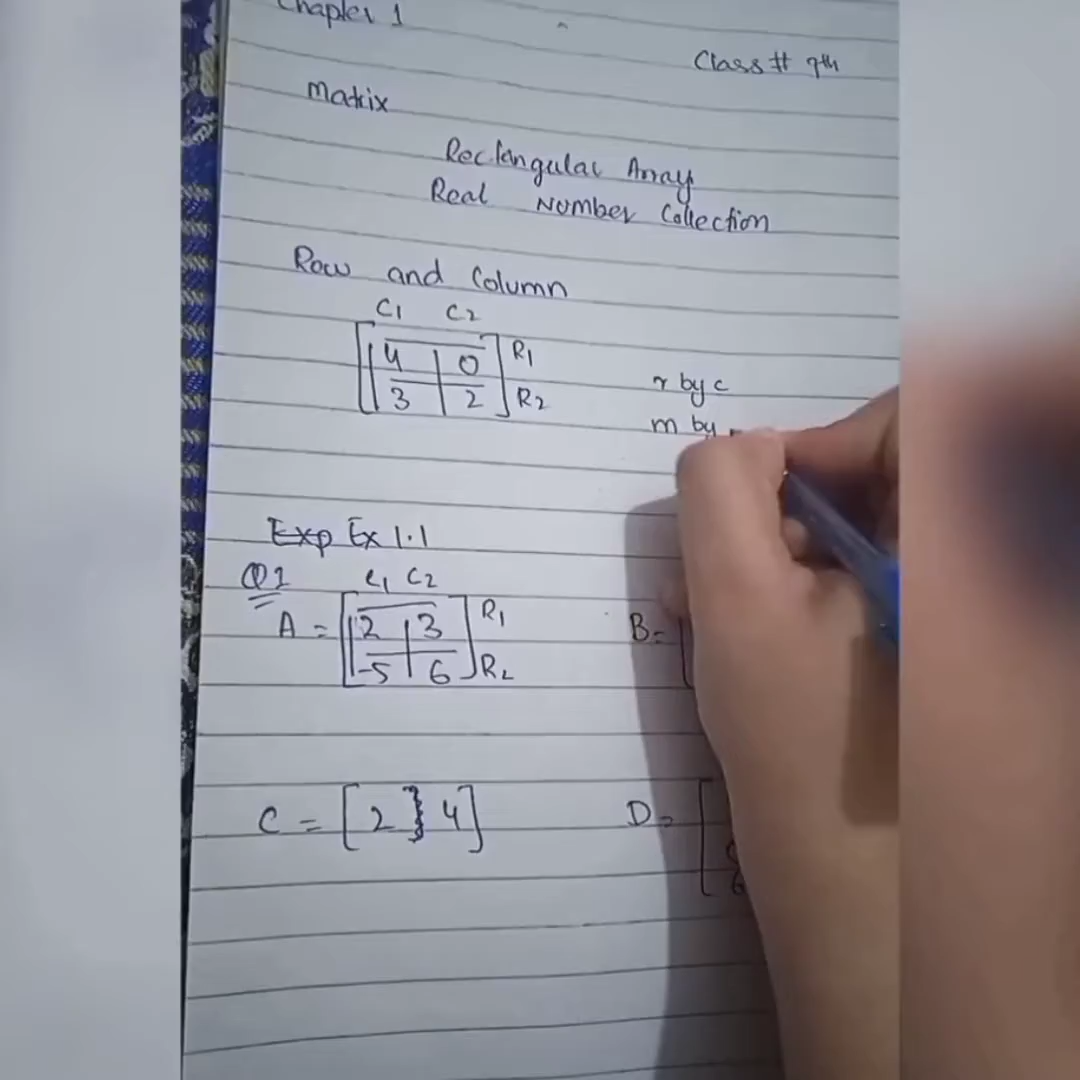 Chapter 1
Class # 9th
Matrix
Rectangular Array
Real Number Collection
Row and Column
C1 C2
[4 0] R1
[3 2] R2
r by c
m by
Exp Ex 1.1
Q1 C1 C2
A = [2 3] R1
[-5 6] R2
B =
C = [2 4]
D =